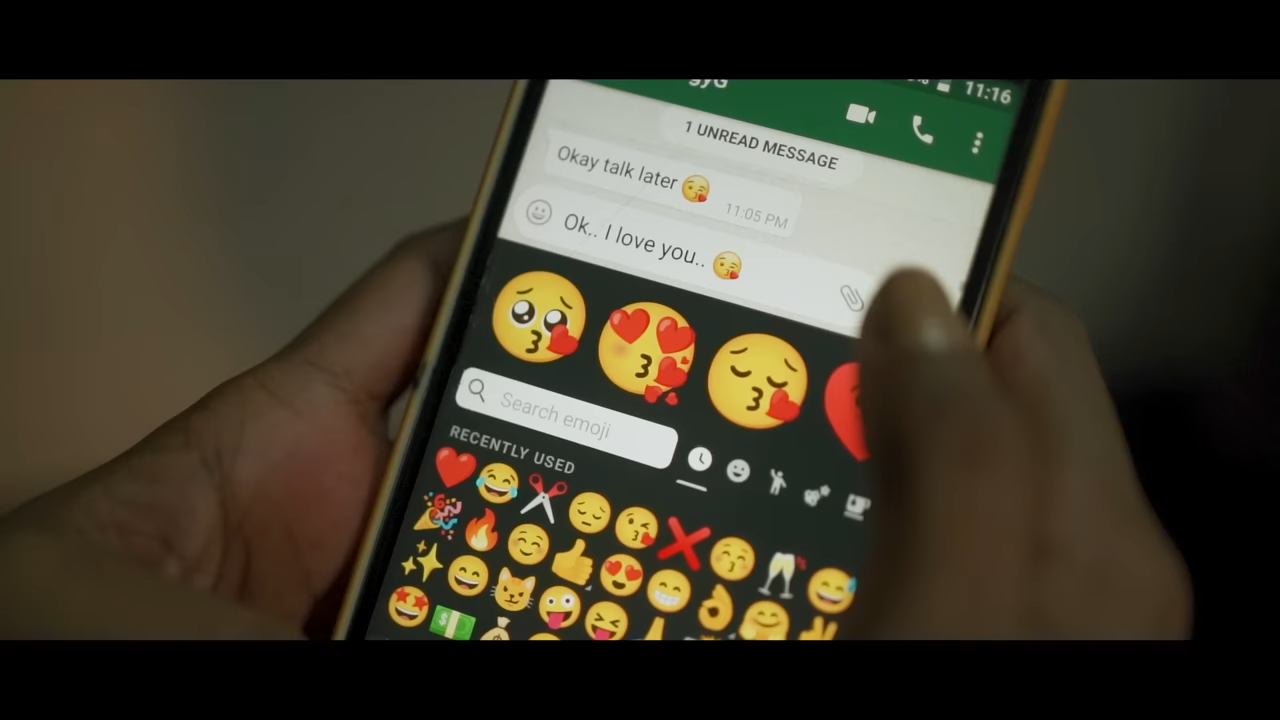 11:16
1 UNREAD MESSAGE
Okay talk later 😘
11:05 PM
Ok.. I love you.. 😘
Search emoji
RECENTLY USED